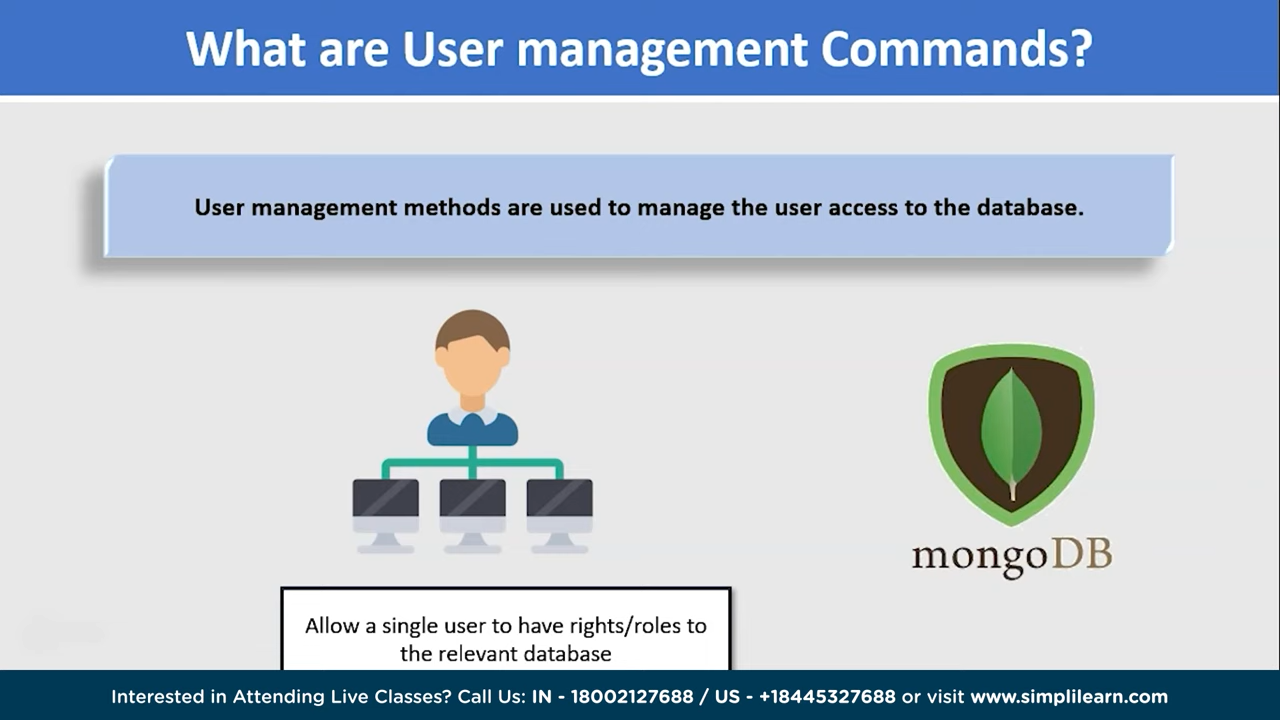 What are User management Commands?
User management methods are used to manage the user access to the database.
mongoDB
Allow a single user to have rights/roles to
the relevant database
Interested in Attending Live Classes? Call Us: IN - 18002127688 / US - +18445327688 or visit www.simplilearn.com